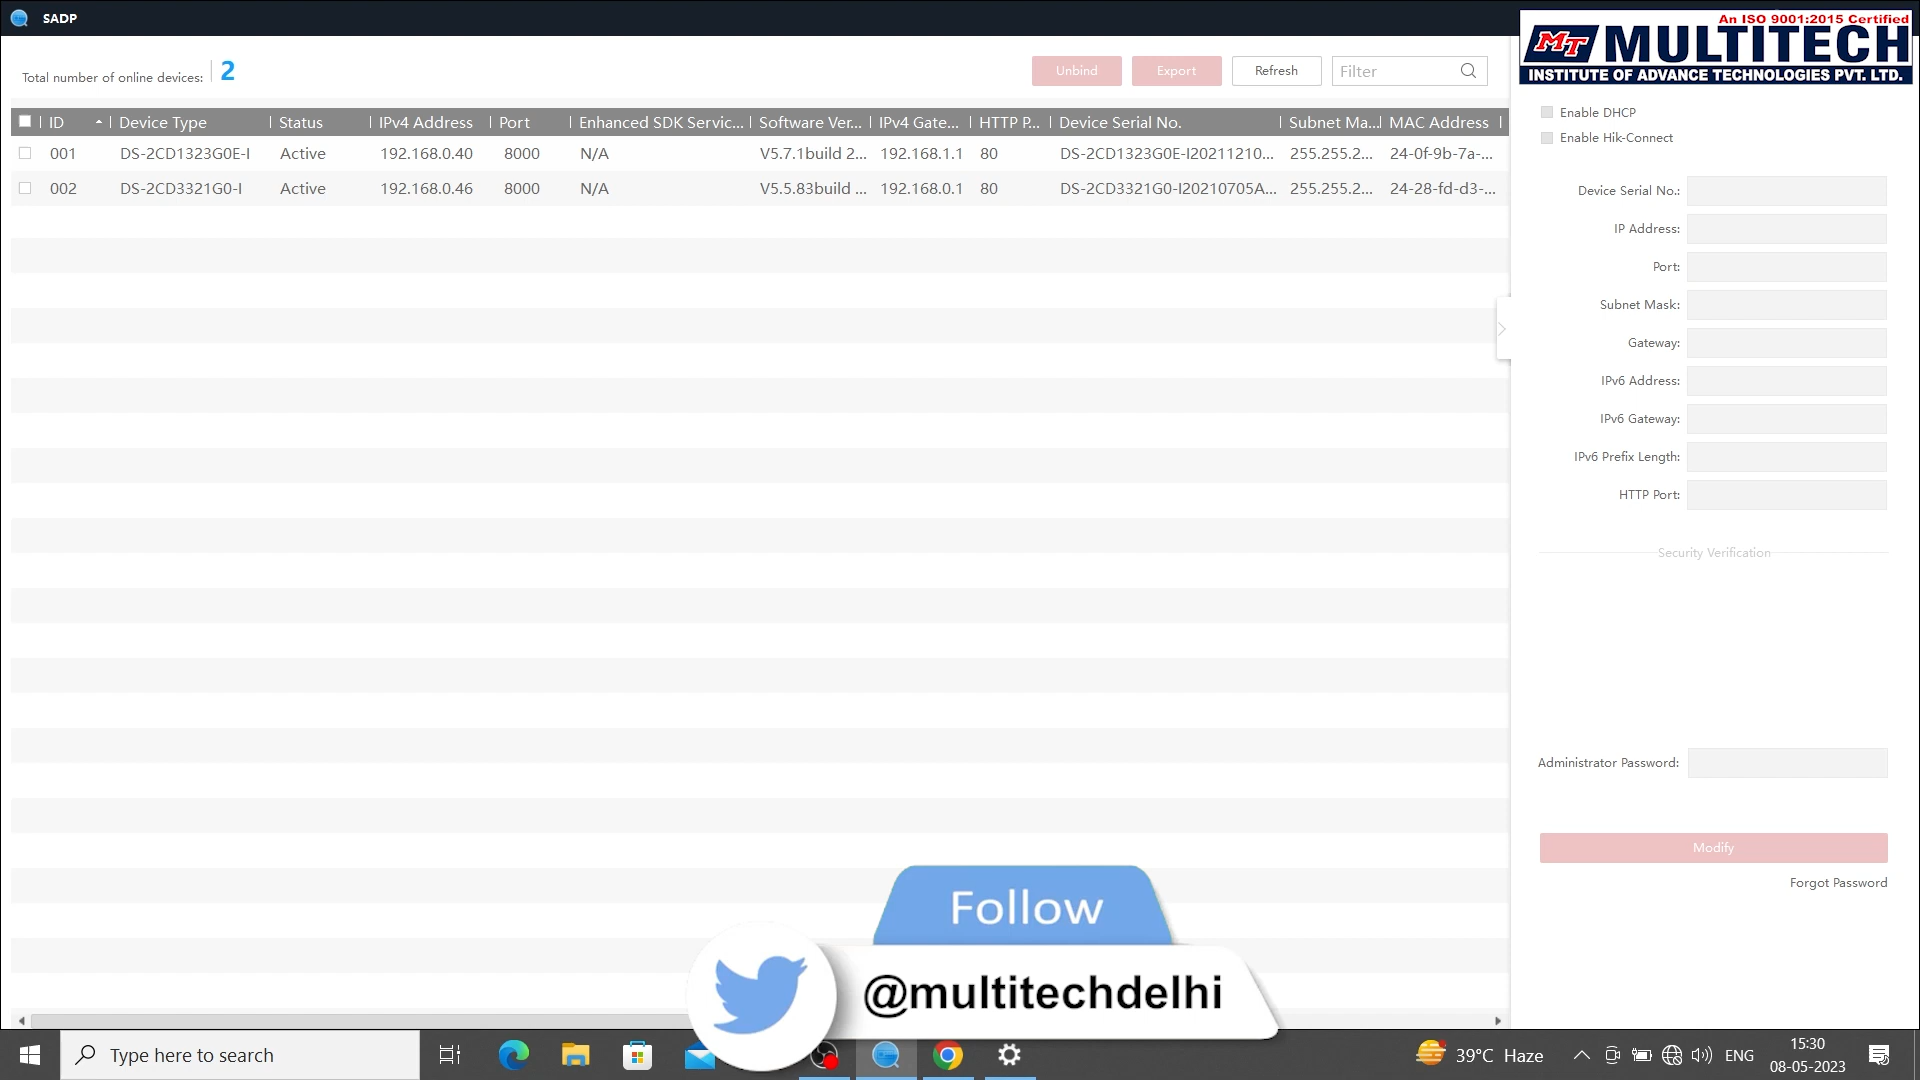 SADP
An ISO 9001:2015 Certified
MT MULTITECH
INSTITUTE OF ADVANCE TECHNOLOGIES PVT. LTD.
Total number of online devices: 2
Unbind Export Refresh Filter
ID Device Type Status IPv4 Address Port Enhanced SDK Servic... Software Ver... IPv4 Gate... HTTP P... Device Serial No. Subnet Ma... MAC Address
001 DS-2CD1323G0E-I Active 192.168.0.40 8000 N/A V5.7.1build 2... 192.168.1.1 80 DS-2CD1323G0E-I20211210... 255.255.2... 24-0f-9b-7a-...
002 DS-2CD3321G0-I Active 192.168.0.46 8000 N/A V5.5.83build ... 192.168.0.1 80 DS-2CD3321G0-I20210705A... 255.255.2... 24-28-fd-d3-...
Enable DHCP
Enable Hik-Connect
Device Serial No.:
IP Address:
Port:
Subnet Mask:
Gateway:
IPv6 Address:
IPv6 Gateway:
IPv6 Prefix Length:
HTTP Port:
Security Verification
Administrator Password:
Modify
Forgot Password
Follow
@multitechdelhi
Type here to search
39°C Haze
ENG
15:30
08-05-2023